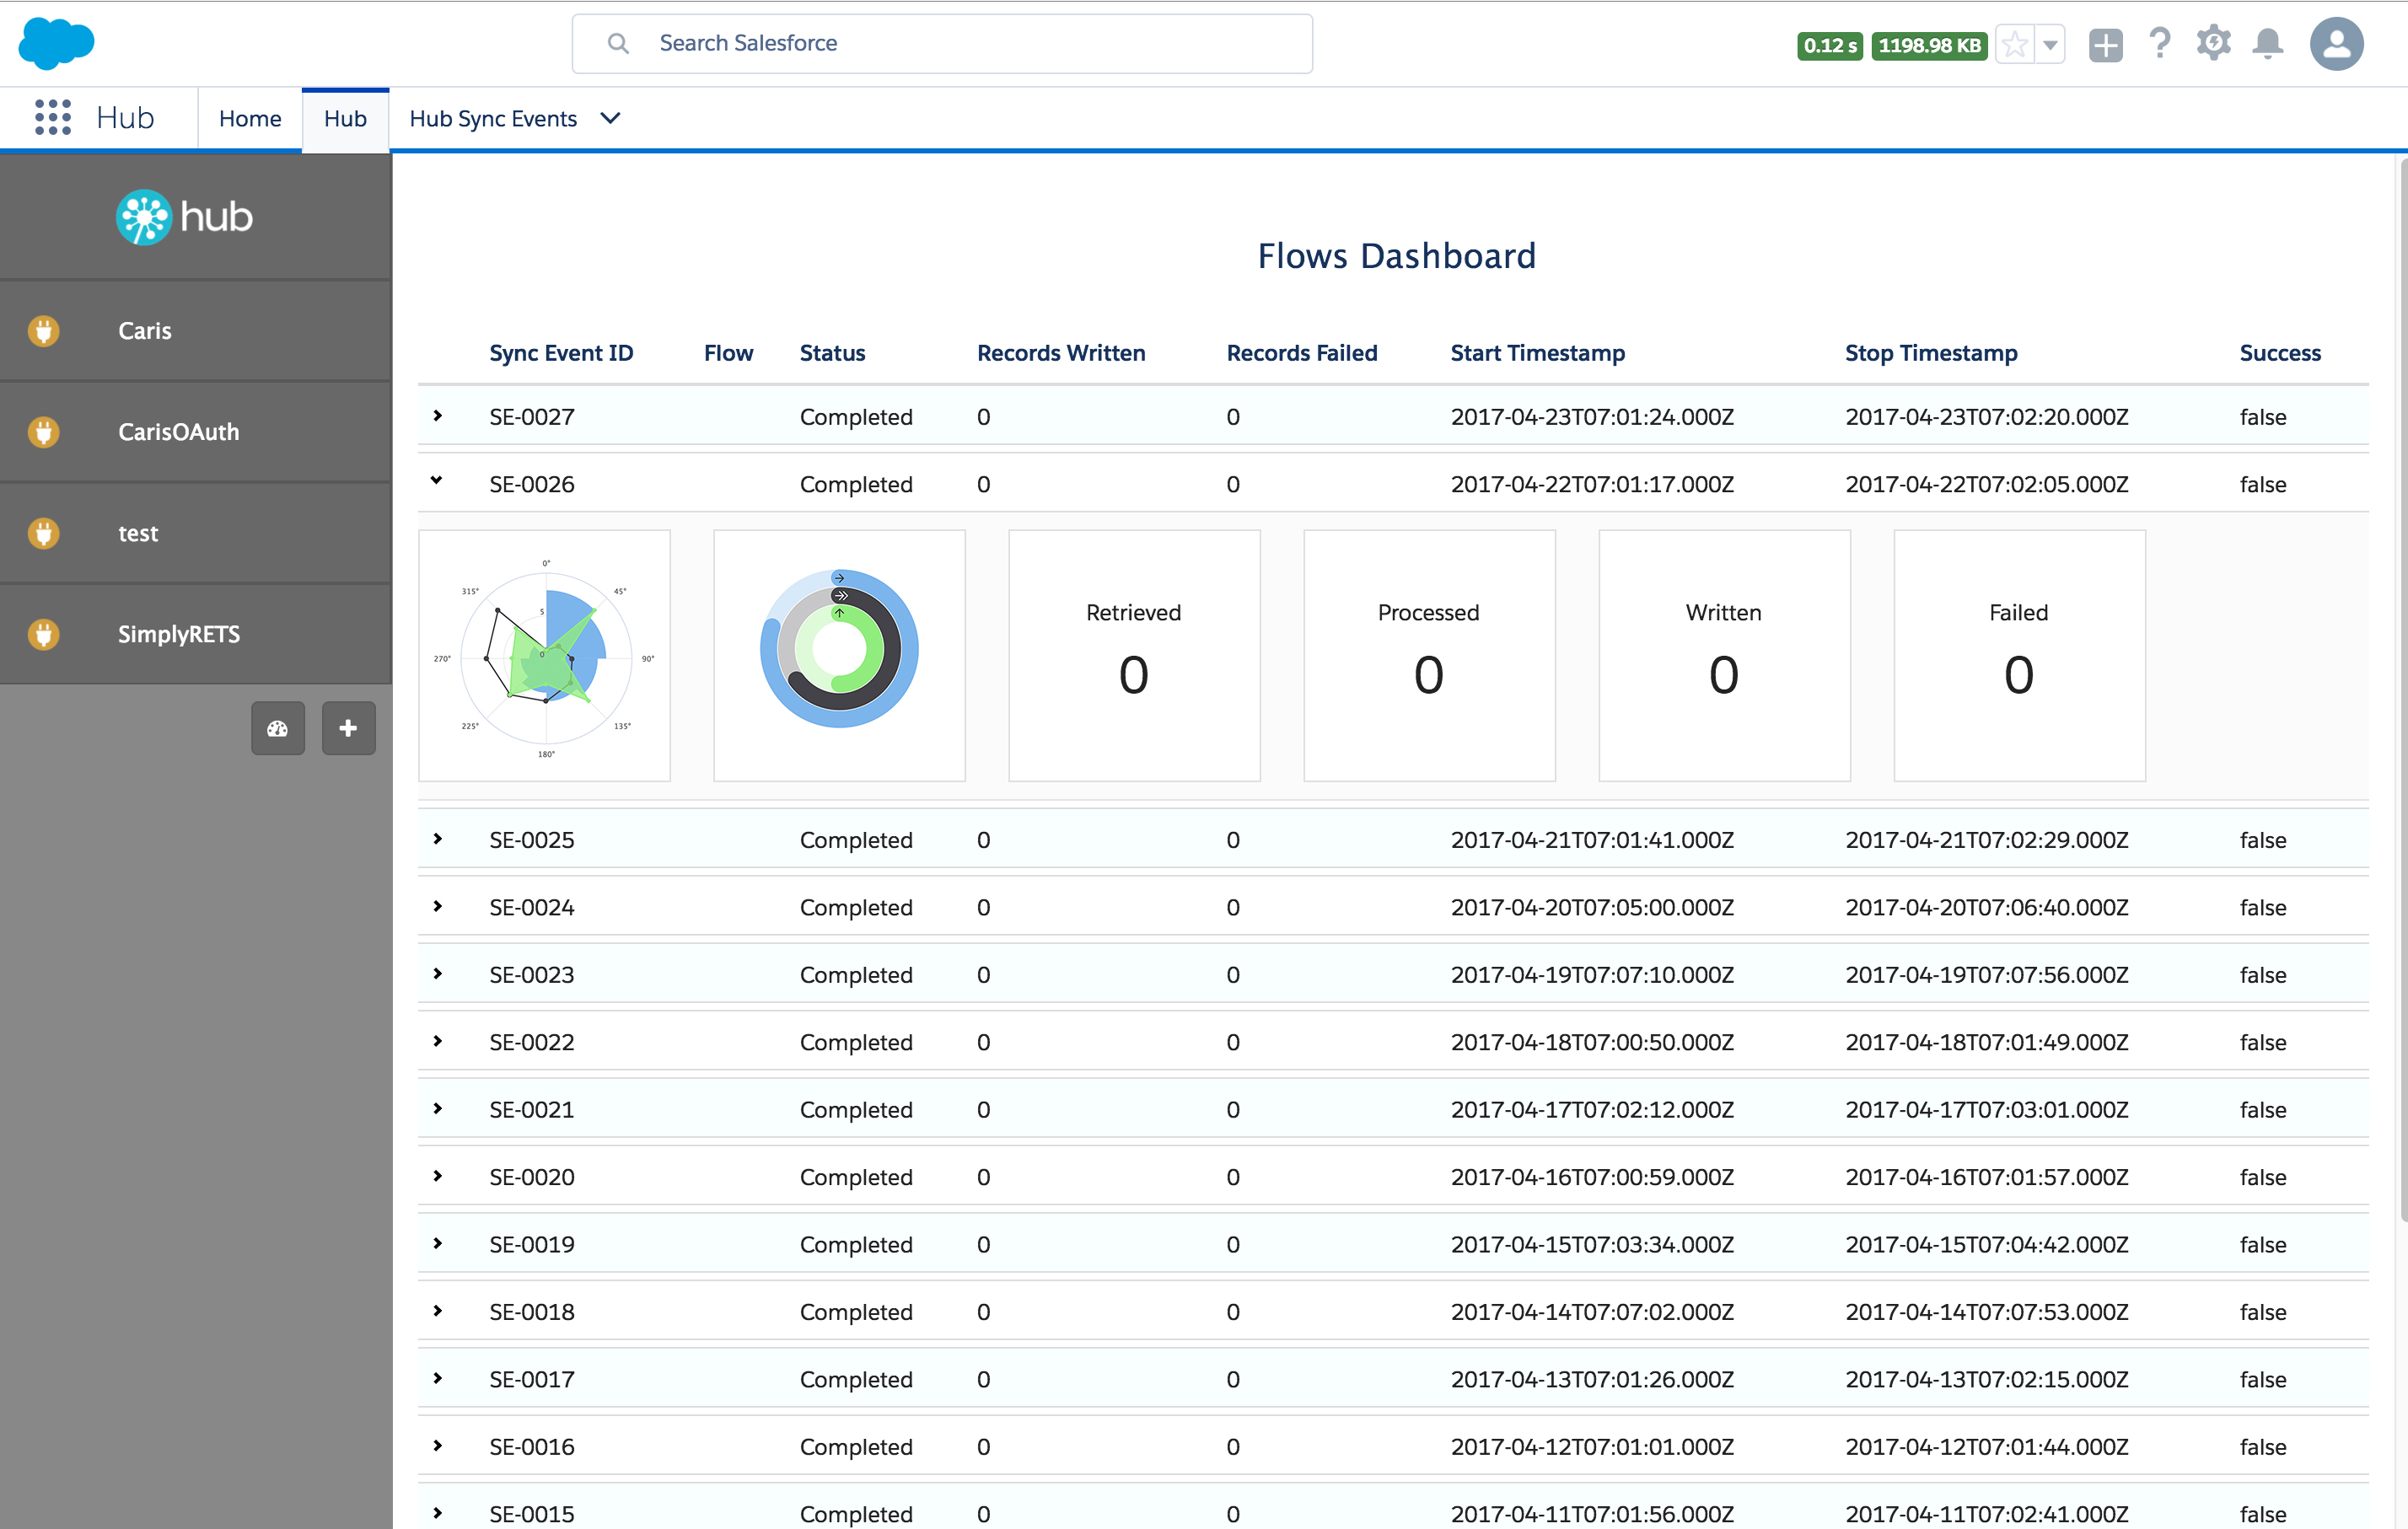 Search Salesforce
0.12 s 1198.98 KB
Hub Home Hub Hub Sync Events
hub
Caris
CarisOAuth
test
SimplyRETS
Flows Dashboard
Sync Event ID Flow Status Records Written Records Failed Start Timestamp Stop Timestamp Success
SE-0027 Completed 0 0 2017-04-23T07:01:24.000Z 2017-04-23T07:02:20.000Z false
SE-0026 Completed 0 0 2017-04-22T07:01:17.000Z 2017-04-22T07:02:05.000Z false
0°
315° 45°
5
270° 0 90°
225° 135°
180°
Retrieved
0
Processed
0
Written
0
Failed
0
SE-0025 Completed 0 0 2017-04-21T07:01:41.000Z 2017-04-21T07:02:29.000Z false
SE-0024 Completed 0 0 2017-04-20T07:05:00.000Z 2017-04-20T07:06:40.000Z false
SE-0023 Completed 0 0 2017-04-19T07:07:10.000Z 2017-04-19T07:07:56.000Z false
SE-0022 Completed 0 0 2017-04-18T07:00:50.000Z 2017-04-18T07:01:49.000Z false
SE-0021 Completed 0 0 2017-04-17T07:02:12.000Z 2017-04-17T07:03:01.000Z false
SE-0020 Completed 0 0 2017-04-16T07:00:59.000Z 2017-04-16T07:01:57.000Z false
SE-0019 Completed 0 0 2017-04-15T07:03:34.000Z 2017-04-15T07:04:42.000Z false
SE-0018 Completed 0 0 2017-04-14T07:07:02.000Z 2017-04-14T07:07:53.000Z false
SE-0017 Completed 0 0 2017-04-13T07:01:26.000Z 2017-04-13T07:02:15.000Z false
SE-0016 Completed 0 0 2017-04-12T07:01:01.000Z 2017-04-12T07:01:44.000Z false
SE-0015 Completed 0 0 2017-04-11T07:01:56.000Z 2017-04-11T07:02:41.000Z false